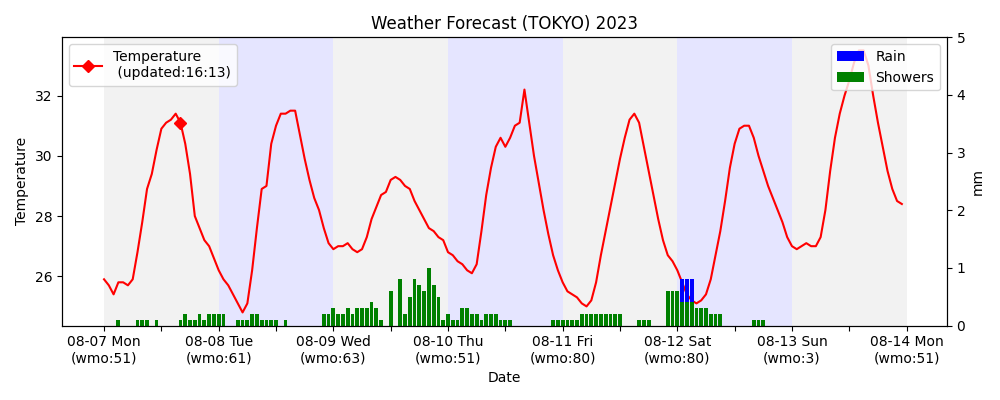 Weather Forecast (TOKYO) 2023
Temperature
(updated:16:13)
Rain
Showers
Temperature
32
30
28
26
5
4
3
2
1
0
mm
08-07 Mon
(wmo:51)
08-08 Tue
(wmo:61)
08-09 Wed
(wmo:63)
08-10 Thu
(wmo:51)
08-11 Fri
(wmo:80)
08-12 Sat
(wmo:80)
08-13 Sun
(wmo:3)
08-14 Mon
(wmo:51)
Date